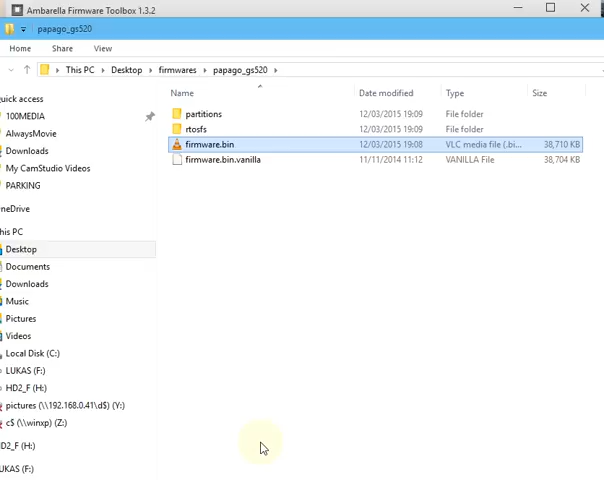 Ambarella Firmware Toolbox 1.3.2
papago_gs520
Home Share View
This PC Desktop firmwares papago_gs520
Name Date modified Type Size
quick access
100MEDIA
AlwaysMovie
Downloads
My CamStudio Videos
PARKING
neDrive
his PC
Desktop
Documents
Downloads
Music
Pictures
Videos
Local Disk (C:)
LUKAS (F:)
HD2_F (H:)
pictures (\\192.168.0.41\d$) (Y:)
c$ (\\winxp) (Z:)
HD2_F (H:)
UKAS (F:)
partitions 12/03/2015 19:09 File folder
rtosfs 12/03/2015 19:09 File folder
firmware.bin 12/03/2015 19:08 VLC media file (.bi... 38,710 KB
firmware.bin.vanilla 11/11/2014 11:12 VANILLA File 38,704 KB